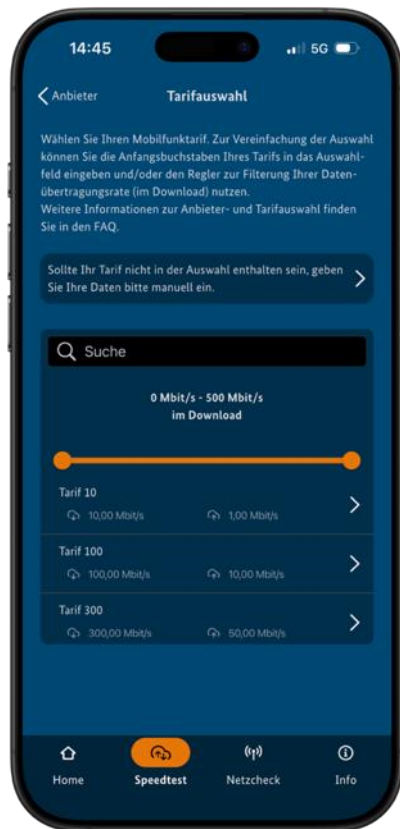 14:45
5G
Anbieter
Tarifauswahl
Wählen Sie Ihren Mobilfunktarif. Zur Vereinfachung der Auswahl
können Sie die Anfangsbuchstaben Ihres Tarifs in das Auswahl-
feld eingeben und/oder den Regler zur Filterung Ihrer Daten-
übertragungsrate (im Download) nutzen.
Weitere Informationen zur Anbieter- und Tarifauswahl finden
Sie in den FAQ.
Sollte Ihr Tarif nicht in der Auswahl enthalten sein, geben
Sie Ihre Daten bitte manuell ein.
Suche
0 Mbit/s - 500 Mbit/s
im Download
Tarif 10
10,00 Mbit/s 1,00 Mbit/s
Tarif 100
100,00 Mbit/s 10,00 Mbit/s
Tarif 300
300,00 Mbit/s 50,00 Mbit/s
Home Speedtest Netzcheck Info